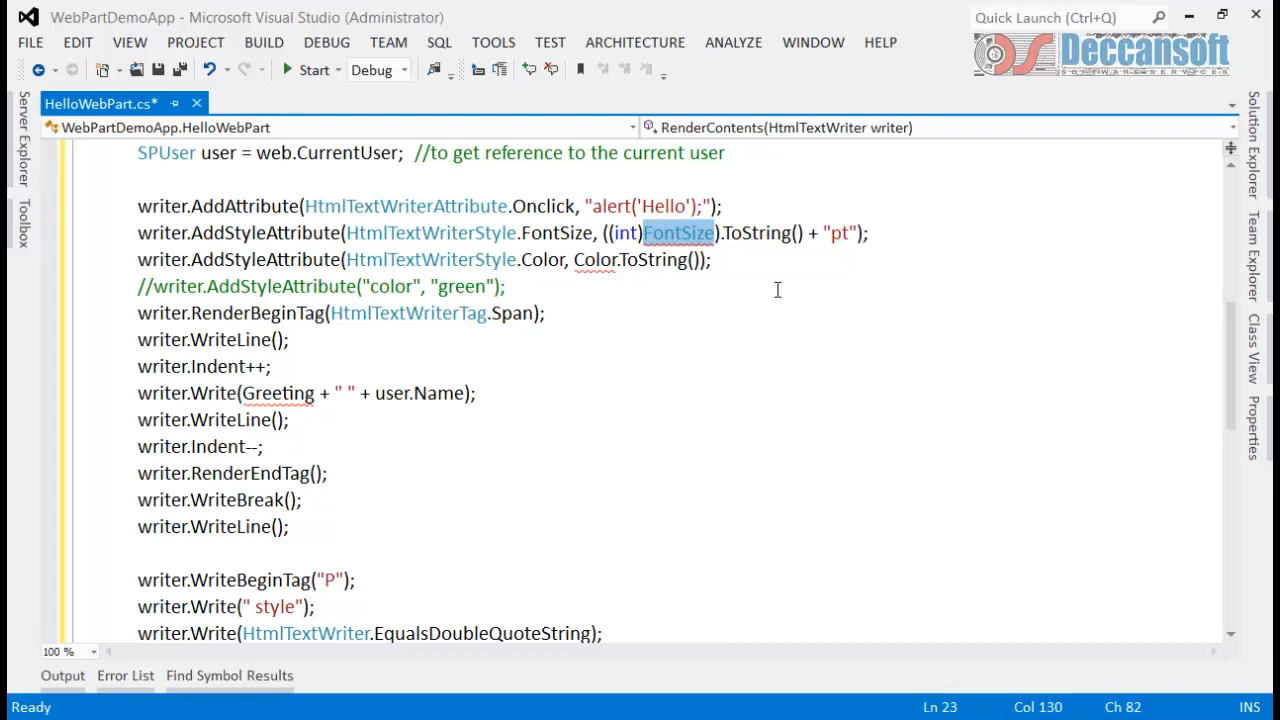 WebPartDemoApp - Microsoft Visual Studio (Administrator)
Quick Launch (Ctrl+Q)
FILE EDIT VIEW PROJECT BUILD DEBUG TEAM SQL TOOLS TEST ARCHITECTURE ANALYZE WINDOW HELP
Deccansoft
SOFTWARE SERVICES
Start Debug
HelloWebPart.cs*
WebPartDemoApp.HelloWebPart
RenderContents(HtmlTextWriter writer)
SPUser user = web.CurrentUser; //to get reference to the current user
writer.AddAttribute(HtmlTextWriterAttribute.Onclick, "alert('Hello');");
writer.AddStyleAttribute(HtmlTextWriterStyle.FontSize, ((int)FontSize).ToString() + "pt");
writer.AddStyleAttribute(HtmlTextWriterStyle.Color, Color.ToString());
//writer.AddStyleAttribute("color", "green");
writer.RenderBeginTag(HtmlTextWriterTag.Span);
writer.WriteLine();
writer.Indent++;
writer.Write(Greeting + " " + user.Name);
writer.WriteLine();
writer.Indent--;
writer.RenderEndTag();
writer.WriteBreak();
writer.WriteLine();
writer.WriteBeginTag("P");
writer.Write(" style");
writer.Write(HtmlTextWriter.EqualsDoubleQuoteString);
Server Explorer
Toolbox
Solution Explorer
Team Explorer
Class View
Properties
100 %
Output Error List Find Symbol Results
Ready Ln 23 Col 130 Ch 82 INS